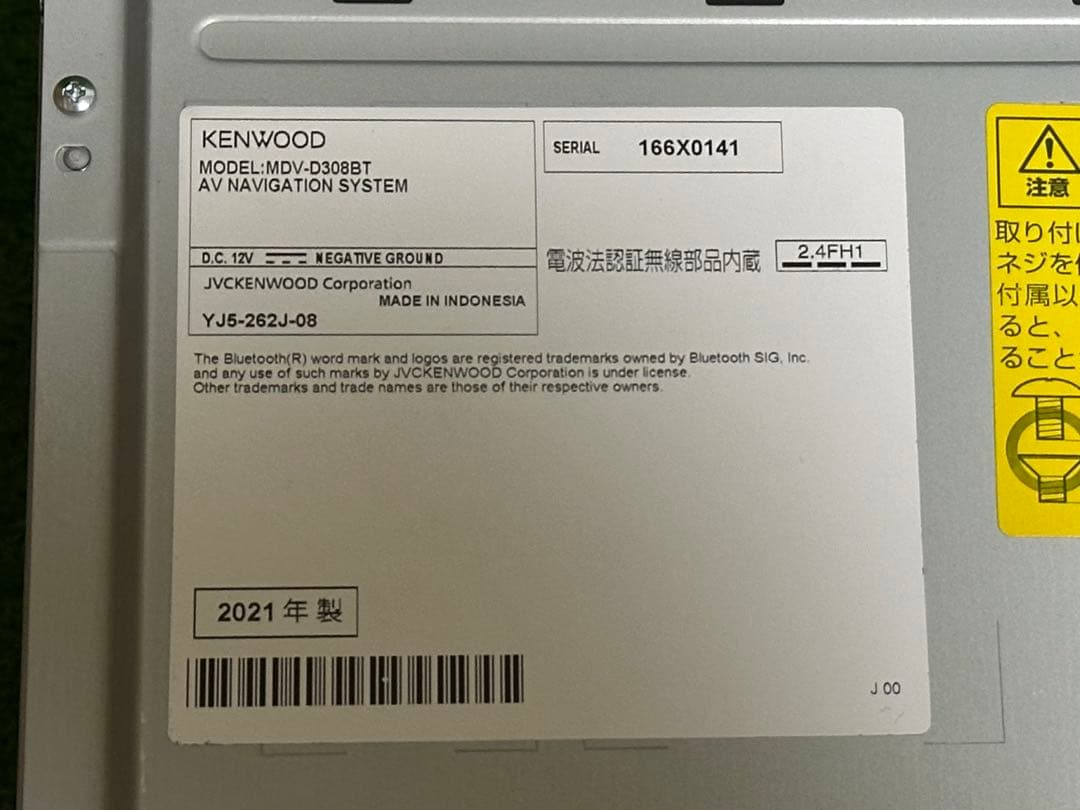 KENWOOD
MODEL:MDV-D308BT
AV NAVIGATION SYSTEM
SERIAL 166X0141
D.C. 12V NEGATIVE GROUND
JVCKENWOOD Corporation
MADE IN INDONESIA
YJ5-262J-08
電波法認証無線部品内蔵 2.4FH1
The Bluetooth(R) word mark and logos are registered trademarks owned by Bluetooth SIG, Inc.
and any use of such marks by JVCKENWOOD Corporation is under license.
Other trademarks and trade names are those of their respective owners.
2021 年 製
J 00
注意
取り付け
ネジを
付属以
ると、
ること